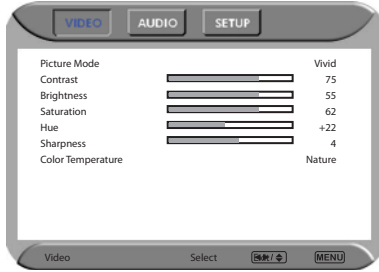 VIDEO AUDIO SETUP
Picture Mode Vivid
Contrast 75
Brightness 55
Saturation 62
Hue +22
Sharpness 4
Color Temperature Nature
Video Select MENU